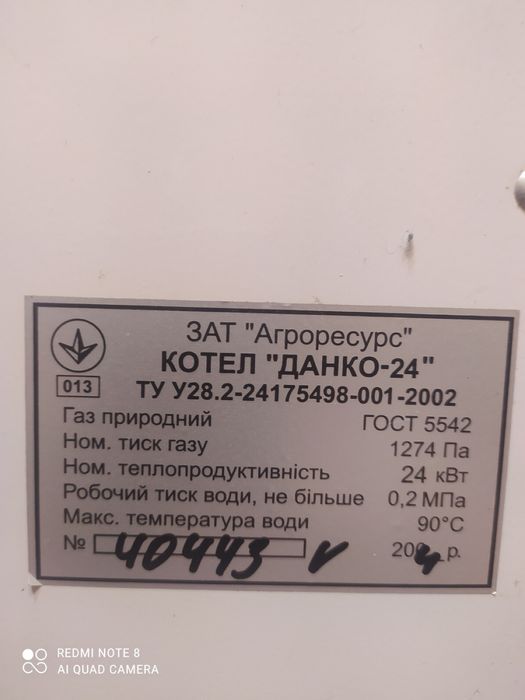 ЗАТ "Агроресурс"
КОТЕЛ "ДАНКО-24"
013
ТУ У28.2-24175498-001-2002
Газ природний ГОСТ 5542
Ном. тиск газу 1274 Па
Ном. теплопродуктивність 24 кВт
Робочий тиск води, не більше 0,2 МПа
Макс. температура води 90°С
№ 40443 V 2004 р.
REDMI NOTE 8
AI QUAD CAMERA